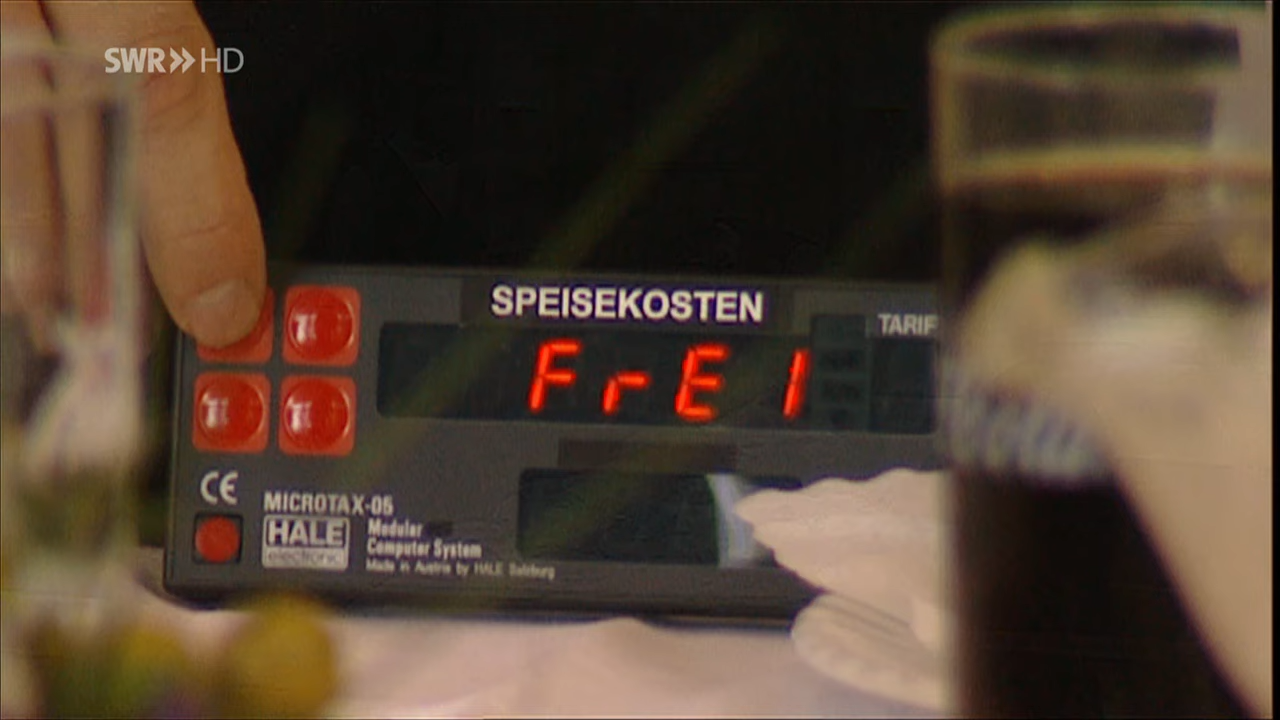 SWR>>HD
SPEISEKOSTEN
TARIF
FrEI
CE
MICROTAX-05
HALE
electronic
Modular
Computer System
Made in Austria by HALE Salzburg